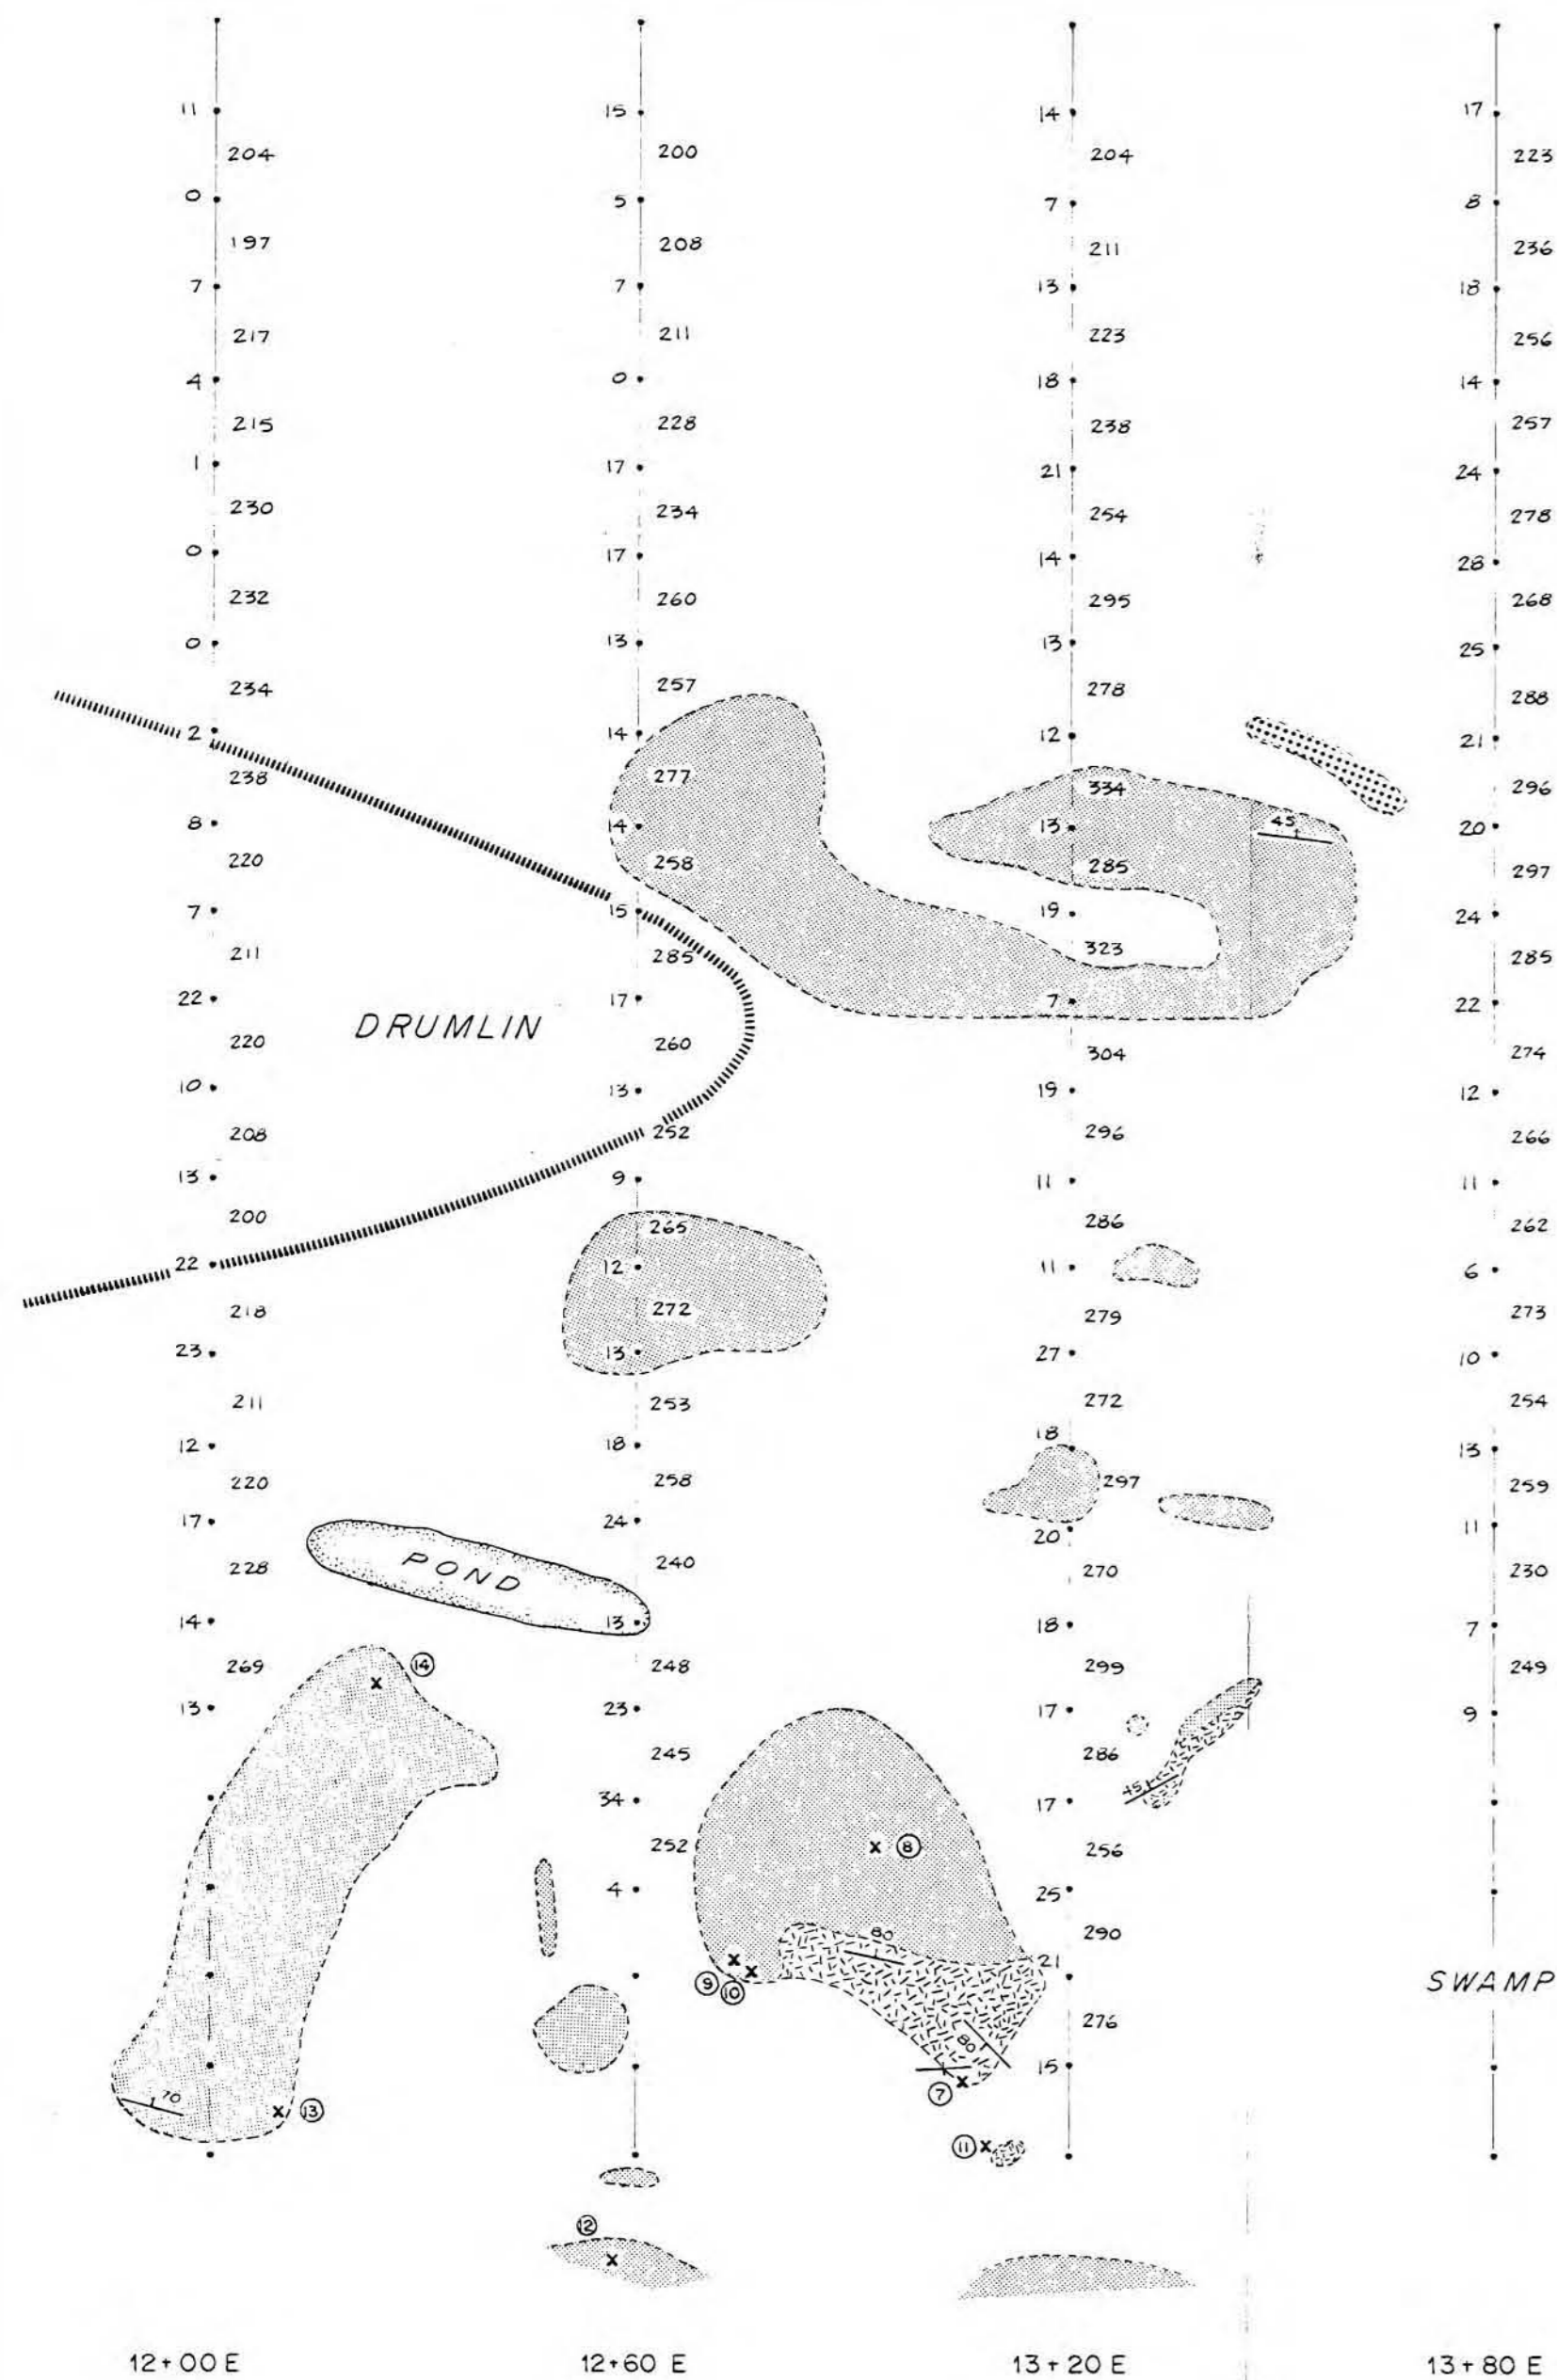 11 15 14 17
204 200 204 223
0 5 7 8
197 208 211 236
7 7 13 18
217 211 223 256
4 0 18 14
215 228 238 257
1 17 21 24
230 234 254 278
0 17 14 28
232 260 295 268
0 13 13 25
234 257 278 288
2 14 12 21
238 277 334 296
8 14 13 45 20
220 258 285 297
7 15 19 24
211 285 323 285
22 17 7 22
DRUMLIN
220 260 304 274
10 13 19 12
208 252 296 266
13 9 11 11
200 265 286 262
22 12 11 6
218 272 279 273
23 13 27 10
211 253 272 254
12 18 18 13
220 258 297 259
17 24 20 11
228 POND 240 270 230
14 13 18 7
269 14 248 299 249
13 23 17 9
245 286
34 45 17
252 X 8 256
4 25
80 290
X X 21
9 10 SWAMP
276
80
15
70 X 13 7 X
11 X
12
X
12+00 E 12+60 E 13+20 E 13+80 E